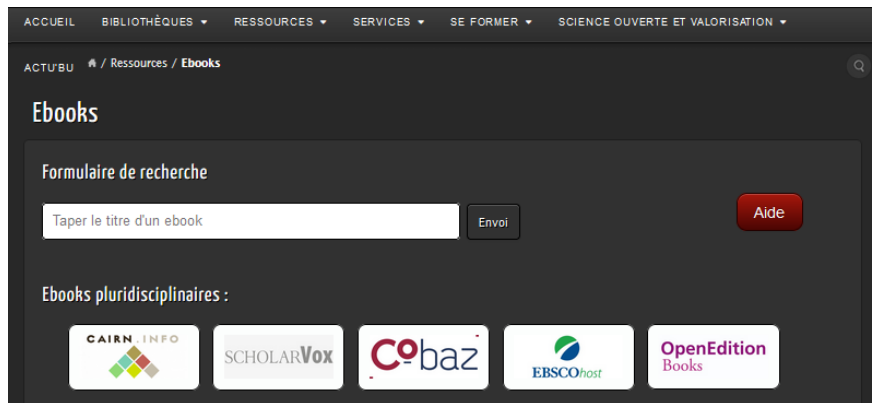 ACCUEIL BIBLIOTHÈQUES RESSOURCES SERVICES SE FORMER SCIENCE OUVERTE ET VALORISATION
ACTU'BU / Ressources / Ebooks
Ebooks
Formulaire de recherche
Taper le titre d'un ebook Envoi Aide
Ebooks pluridisciplinaires :
CAIRN.INFO
SCHOLARVox
Cobaz
EBSCOhost
OpenEdition
Books